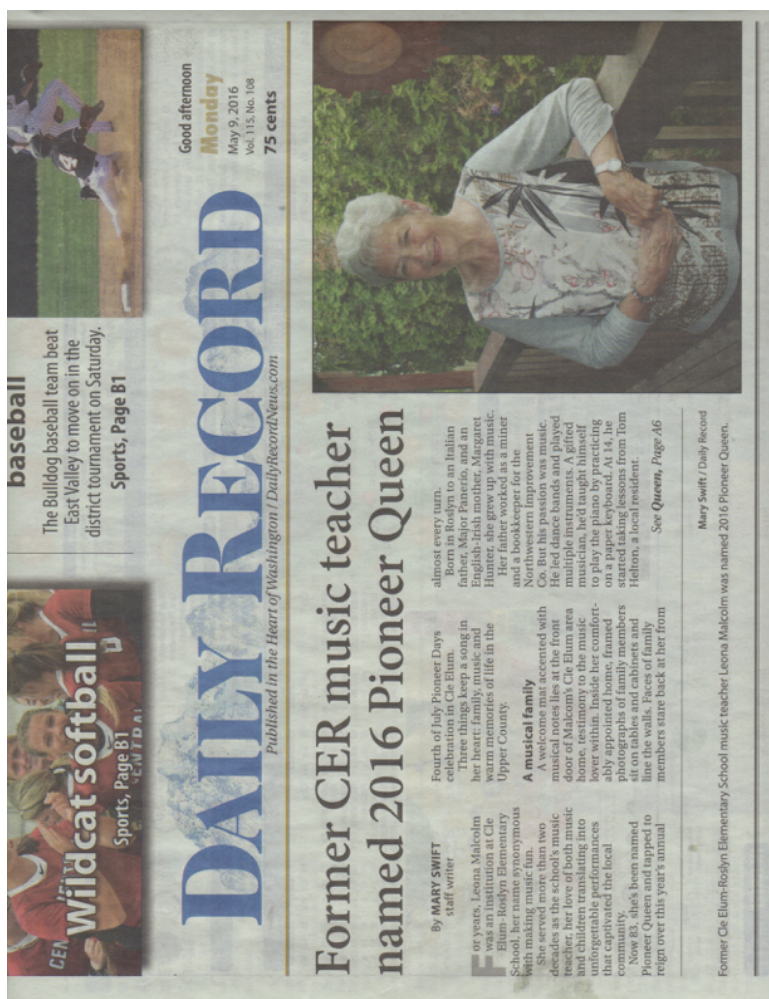 CENTRAL
Wildcat softball
Sports, Page B1
baseball
The Bulldog baseball team beat
East Valley to move on in the
district tournament on Saturday.
Sports, Page B1
DAILY RECORD
Published in the Heart of Washington / DailyRecordNews.com
Good afternoon
Monday
May 9, 2016
Vol. 115, No. 108
75 cents
Former CER music teacher
named 2016 Pioneer Queen
By MARY SWIFT
staff writer
For years, Leona Malcolm
was an institution at Cle
Elum-Roslyn Elementary
School, her name synonymous
with making music fun.
She served more than two
decades as the school's music
teacher, her love of both music
and children translating into
unforgettable performances
that captivated the local
community.
Now 83, she's been named
Pioneer Queen and tapped to
reign over this year's annual
Fourth of July Pioneer Days
celebration in Cle Elum.
Three things keep a song in
her heart: family, music and
warm memories of life in the
Upper County.
A musical family
A welcome mat accented with
musical notes lies at the front
door of Malcom's Cle Elum area
home, testimony to the music
lover within. Inside her comfort-
ably appointed home, framed
photographs of family members
sit on tables and cabinets and
line the walls. Faces of family
members stare back at her from
almost every turn.
Born in Roslyn to an Italian
father, Major Panerio, and an
English-Irish mother, Margaret
Hunter, she grew up with music.
Her father worked as a miner
and a bookkeeper for the
Northwestern Improvement
Co. But his passion was music.
He led dance bands and played
multiple instruments. A gifted
musician, he'd taught himself
to play the piano by practicing
on a paper keyboard. At 14, he
started taking lessons from Tom
Helton, a local resident.
See Queen, Page A6
Mary Swift / Daily Record
Former Cle Elum-Roslyn Elementary School music teacher Leona Malcolm was named 2016 Pioneer Queen.